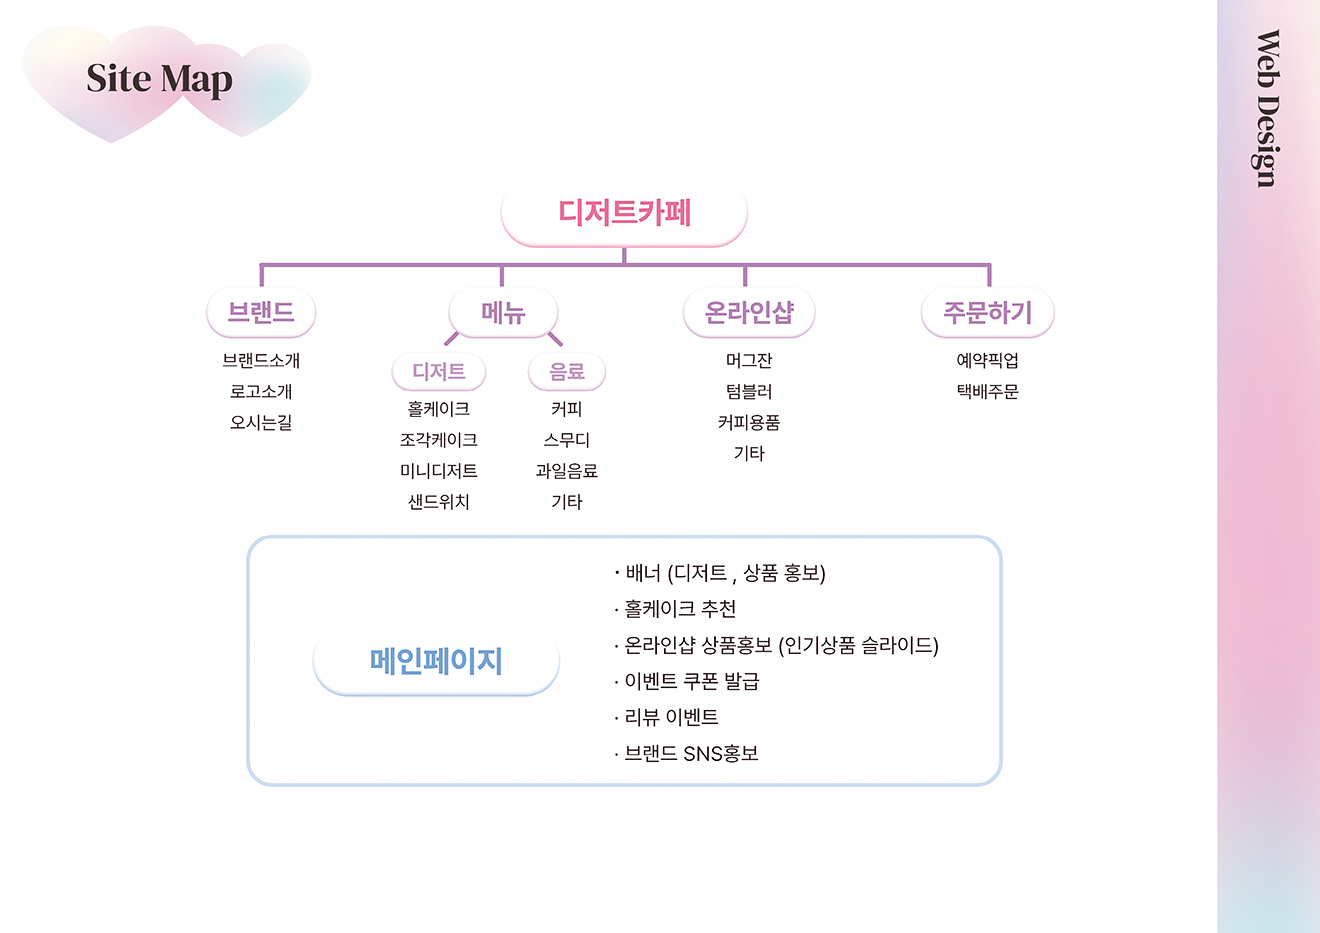 Site Map
Web Design
디저트카페
브랜드
브랜드소개
로고소개
오시는길
메뉴
디저트
홀케이크
조각케이크
미니디저트
샌드위치
음료
커피
스무디
과일음료
기타
온라인샵
머그잔
텀블러
커피용품
기타
주문하기
예약픽업
택배주문
메인페이지
· 배너 (디저트 , 상품 홍보)
· 홀케이크 추천
· 온라인샵 상품홍보 (인기상품 슬라이드)
· 이벤트 쿠폰 발급
· 리뷰 이벤트
· 브랜드 SNS홍보